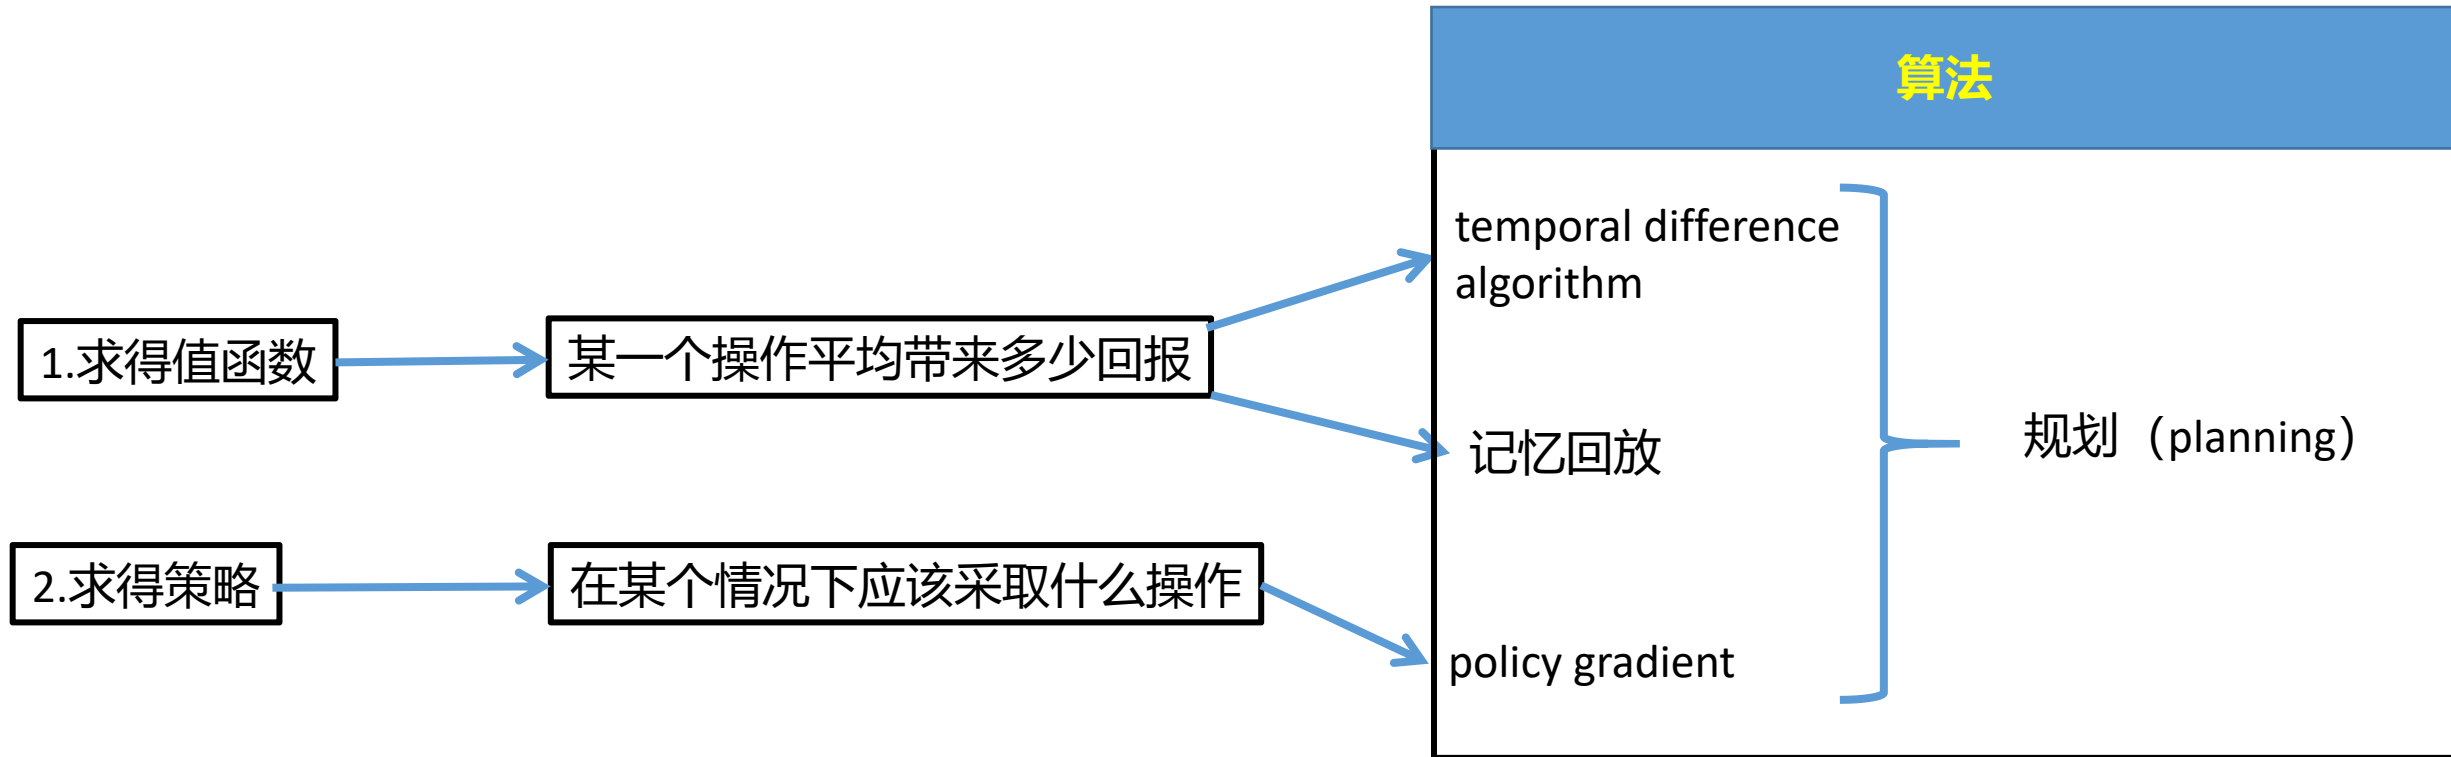 算法
temporal difference
algorithm
1.求得值函数
某一个操作平均带来多少回报
记忆回放
规划（planning）
2.求得策略
在某个情况下应该采取什么操作
policy gradient